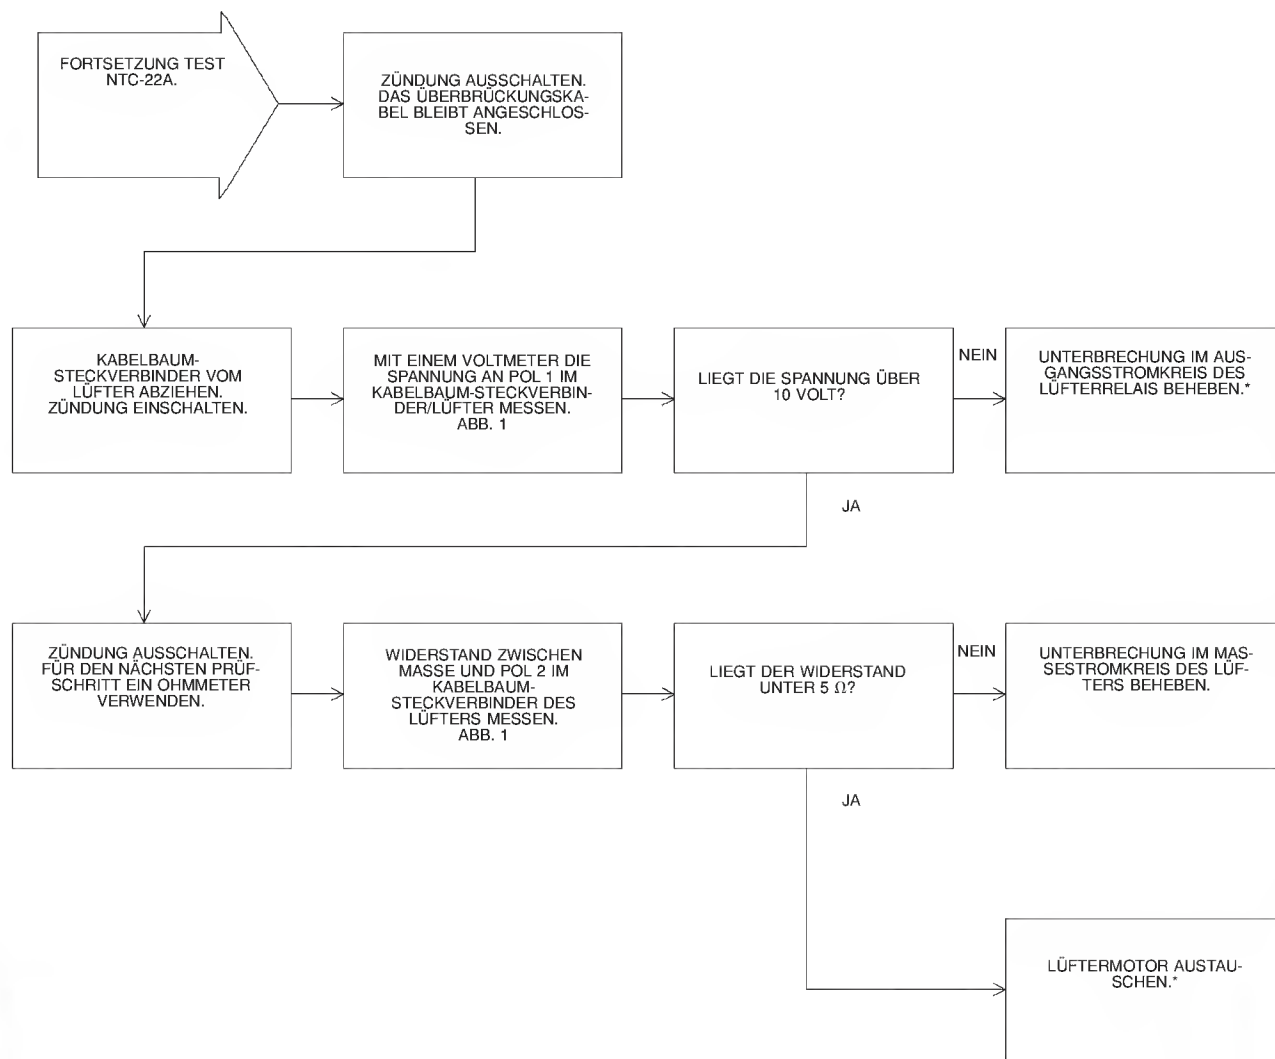 FORTSETZUNG TEST
NTC-22A.
ZÜNDUNG AUSSCHALTEN.
DAS ÜBERBRÜCKUNGSKA-
BEL BLEIBT ANGESCHLOS-
SEN.
KABELBAUM-
STECKVERBINDER VOM
LÜFTER ABZIEHEN.
ZÜNDUNG EINSCHALTEN.
MIT EINEM VOLTMETER DIE
SPANNUNG AN POL 1 IM
KABELBAUM-STECKVERBIN-
DER/LÜFTER MESSEN.
ABB. 1
LIEGT DIE SPANNUNG ÜBER
10 VOLT?
NEIN
UNTERBRECHUNG IM AUS-
GANGSSTROMKREIS DES
LÜFTERRELAIS BEHEBEN.*
JA
ZÜNDUNG AUSSCHALTEN.
FÜR DEN NÄCHSTEN PRÜF-
SCHRITT EIN OHMMETER
VERWENDEN.
WIDERSTAND ZWISCHEN
MASSE UND POL 2 IM
KABELBAUM-
STECKVERBINDER DES
LÜFTERS MESSEN.
ABB. 1
LIEGT DER WIDERSTAND
UNTER 5 Ω?
NEIN
UNTERBRECHUNG IM MAS-
SESTROMKREIS DES LÜF-
TERS BEHEBEN.
JA
LÜFTERMOTOR AUSTAU-
SCHEN.*